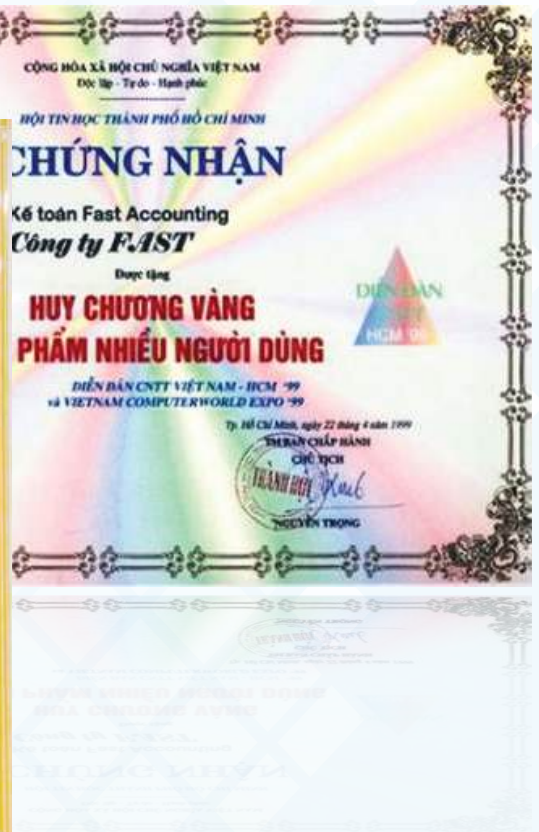 CỘNG HÒA XÃ HỘI CHỦ NGHĨA VIỆT NAM
Độc lập - Tự do - Hạnh phúc
HỘI TIN HỌC THÀNH PHỐ HỒ CHÍ MINH
CHỨNG NHẬN
Kế toán Fast Accounting
Công ty FAST
Được tặng
HUY CHƯƠNG VÀNG
PHẨM NHIỀU NGƯỜI DÙNG
DIỄN ĐÀN CNTT VIỆT NAM - HCM '99
và VIETNAM COMPUTERWORLD EXPO '99
DIỄN ĐÀN
HCM
Tp. Hồ Chí Minh, ngày 22 tháng 4 năm 1999
TM BAN CHẤP HÀNH
CHỦ TỊCH
NGUYỄN TRỌNG